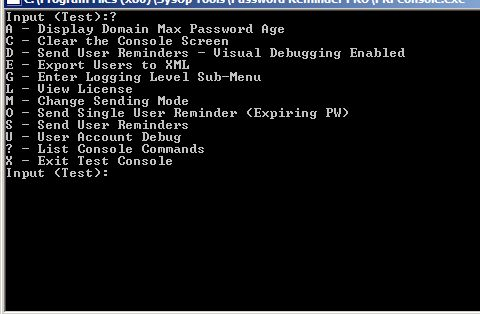 C:\Program Files (x86)\Sysop Tools\Password Reminder PRO\PRPConsole.exe
Input (Test):?
A - Display Domain Max Password Age
C - Clear the Console Screen
D - Send User Reminders - Visual Debugging Enabled
E - Export Users to XML
G - Enter Logging Level Sub-Menu
L - View License
M - Change Sending Mode
O - Send Single User Reminder (Expiring PW)
S - Send User Reminders
U - User Account Debug
? - List Console Commands
X - Exit Test Console
Input (Test):